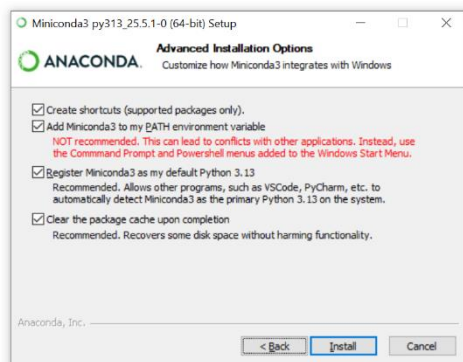 Miniconda3 py313_25.5.1-0 (64-bit) Setup
ANACONDA.
Advanced Installation Options
Customize how Miniconda3 integrates with Windows
Create shortcuts (supported packages only).
Add Miniconda3 to my PATH environment variable
NOT recommended. This can lead to conflicts with other applications. Instead, use
the Commmand Prompt and Powershell menus added to the Windows Start Menu.
Register Miniconda3 as my default Python 3.13
Recommended. Allows other programs, such as VSCode, PyCharm, etc. to
automatically detect Miniconda3 as the primary Python 3.13 on the system.
Clear the package cache upon completion
Recommended. Recovers some disk space without harming functionality.
Anaconda, Inc.
< Back
Install
Cancel